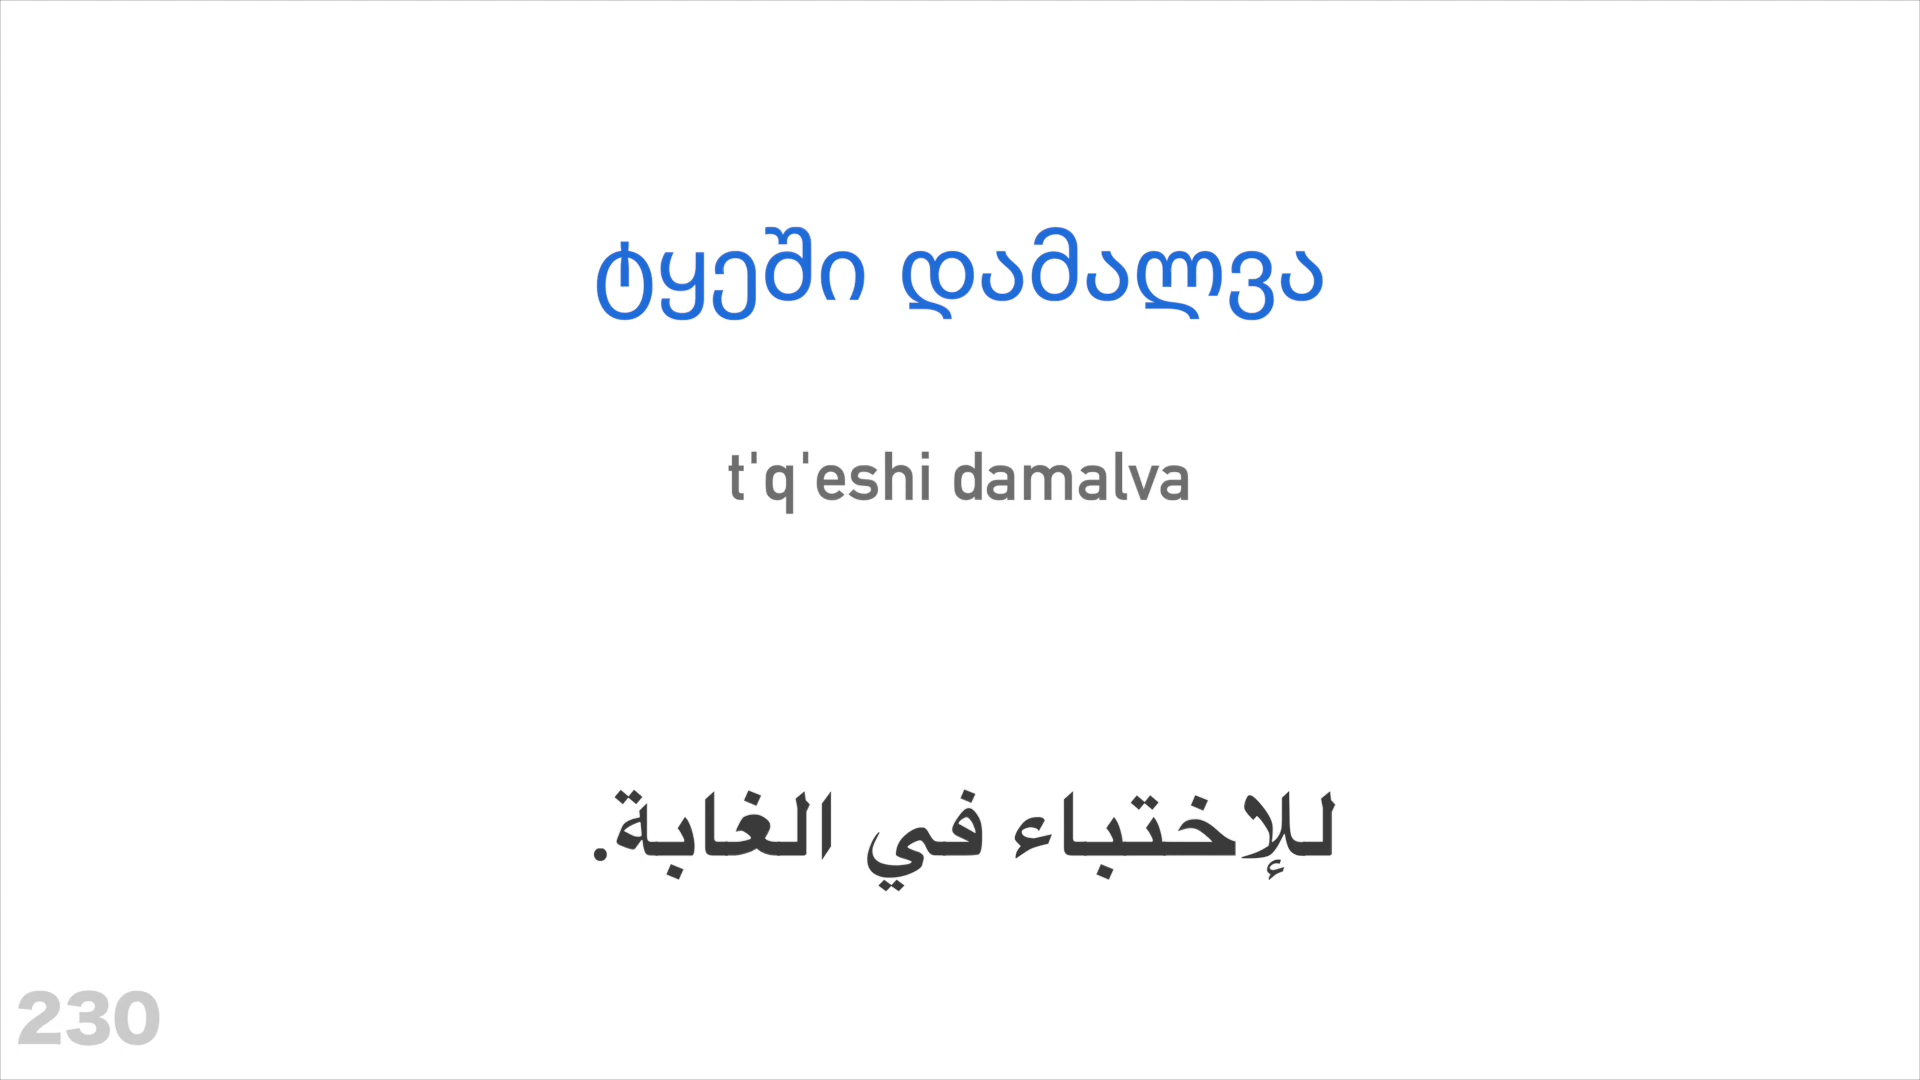 ტყეში დამალვა
t'q'eshi damalva
للإختباء في الغابة.
230